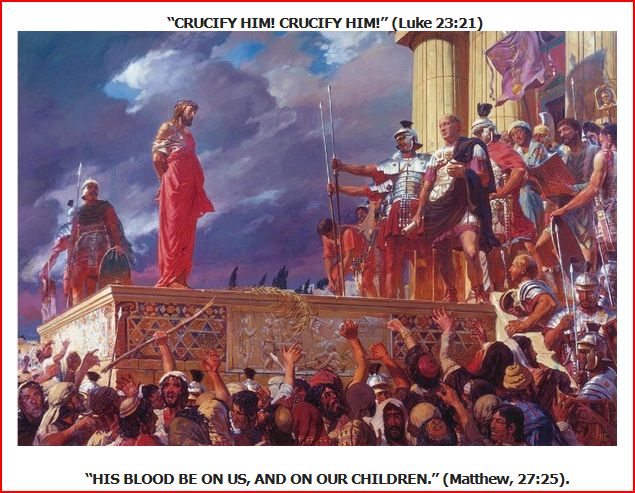 “CRUCIFY HIM! CRUCIFY HIM!” (Luke 23:21)
“HIS BLOOD BE ON US, AND ON OUR CHILDREN.” (Matthew, 27:25).